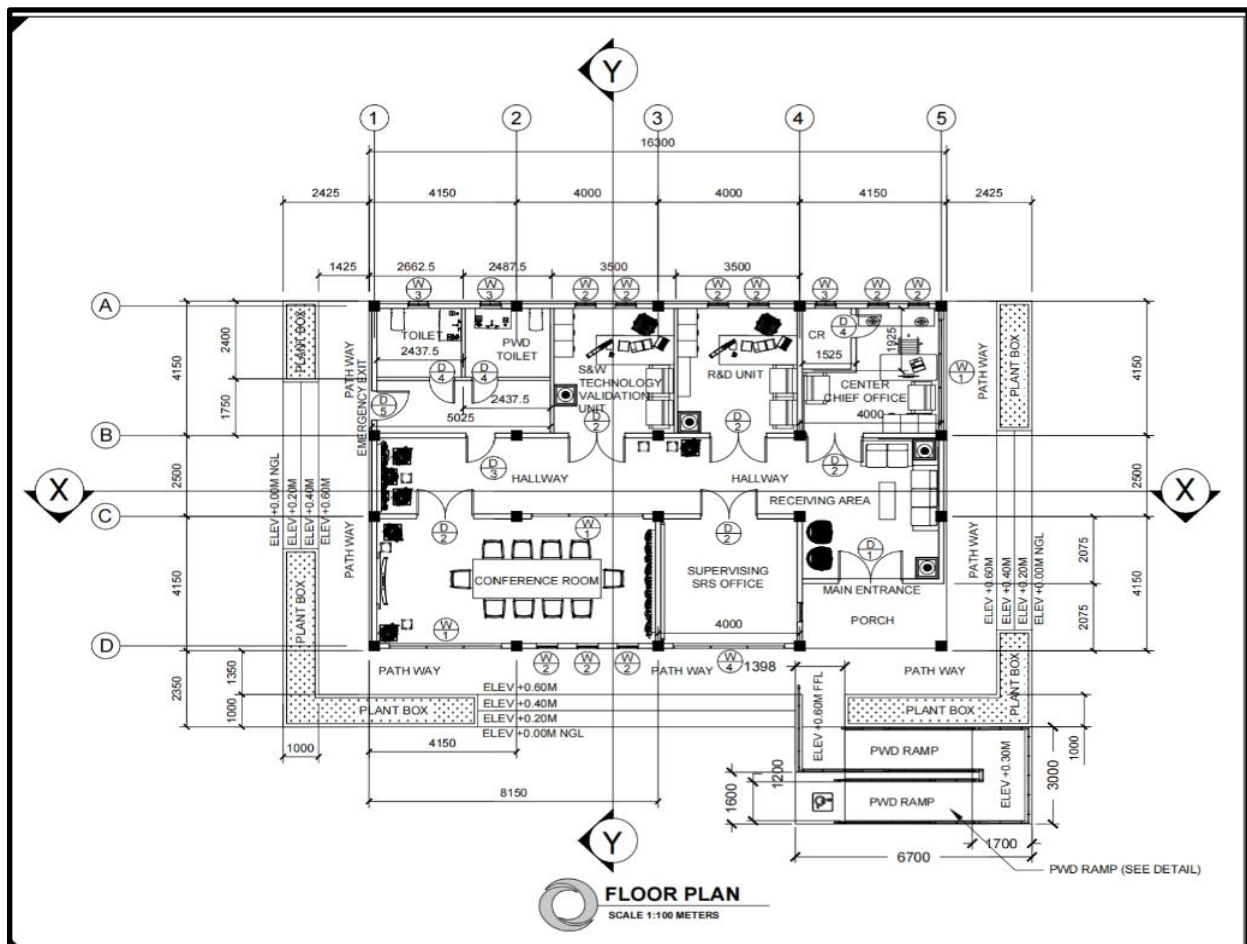 Y
1
2
3
4
5
16300
2425
4150
4000
4000
4150
2425
1425
2662.5
2487.5
3500
3500
W
3
W
3
W
2
W
2
W
2
W
2
W
3
W
2
W
2
A
PLANT BOX
2400
4150
1750
PATH WAY
EMERGENCY EXIT
TOILET
2437.5
PWD
TOILET
D
4
D
4
D
5
2437.5
5025
S&W
TECHNOLOGY
VALIDATION
UNIT
D
2
R&D UNIT
D
2
CR
D
4
1925
1525
CENTER
CHIEF OFFICE
4000
D
2
W
1
PATH WAY
PLANT BOX
4150
B
D
3
HALLWAY
HALLWAY
RECEIVING AREA
2500
2500
X
X
ELEV +0.00M NGL
ELEV +0.20M
ELEV +0.40M
ELEV +0.60M
C
D
2
W
1
D
2
D
1
PATH WAY
PLANT BOX
4150
CONFERENCE ROOM
SUPERVISING
SRS OFFICE
MAIN ENTRANCE
PORCH
PATH WAY
ELEV +0.60M
ELEV +0.40M
ELEV +0.20M
ELEV +0.00M NGL
2075
4150
2075
W
1
4000
D
W
2
W
2
W
2
W
4
1398
PATH WAY
PATH WAY
PATH WAY
1350
2350
1000
ELEV +0.60M
ELEV +0.40M
ELEV +0.20M
ELEV +0.00M NGL
PLANT BOX
PLANT BOX
PLANT BOX
ELEV +0.60M FFL
1000
4150
8150
1000
PWD RAMP
PWD RAMP
ELEV +0.30M
3000
1200
1600
1700
6700
PWD RAMP (SEE DETAIL)
Y
FLOOR PLAN
SCALE 1:100 METERS